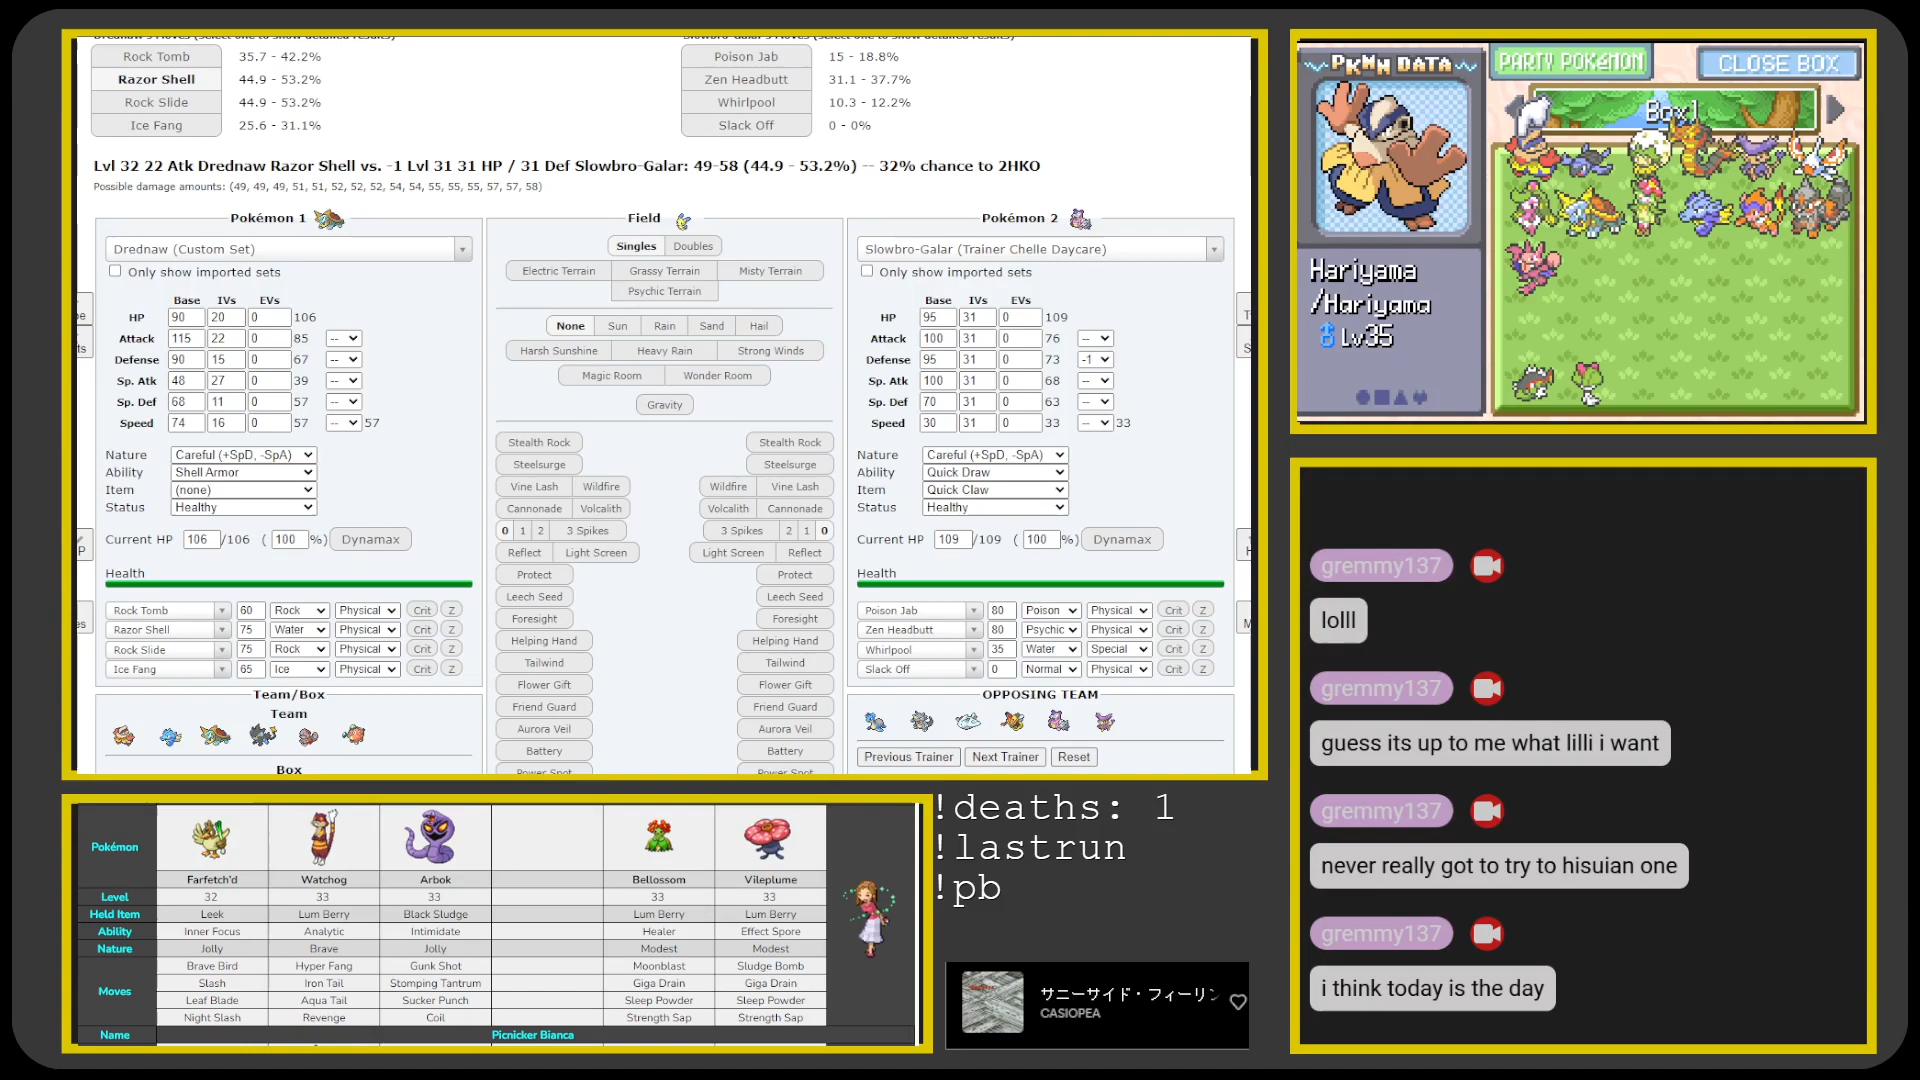 Rock Tomb 35.7 - 42.2%
Razor Shell 44.9 - 53.2%
Rock Slide 44.9 - 53.2%
Ice Fang 25.6 - 31.1%
Poison Jab 15 - 18.8%
Zen Headbutt 31.1 - 37.7%
Whirlpool 10.3 - 12.2%
Slack Off 0 - 0%
Lvl 32 22 Atk Drednaw Razor Shell vs. -1 Lvl 31 31 HP / 31 Def Slowbro-Galar: 49-58 (44.9 - 53.2%) -- 32% chance to 2HKO
Possible damage amounts: (49, 49, 49, 51, 51, 52, 52, 52, 54, 54, 55, 55, 55, 57, 57, 58)
Pokémon 1
Drednaw (Custom Set)
Only show imported sets
Base IVs EVs
HP 90 20 0 106
Attack 115 22 0 85 --
Defense 90 15 0 67 --
Sp. Atk 48 27 0 39 --
Sp. Def 68 11 0 57 --
Speed 74 16 0 57 -- 57
Nature Careful (+SpD, -SpA)
Ability Shell Armor
Item (none)
Status Healthy
Current HP 106 /106 ( 100 %) Dynamax
Health
Rock Tomb 60 Rock Physical Crit Z
Razor Shell 75 Water Physical Crit Z
Rock Slide 75 Rock Physical Crit Z
Ice Fang 65 Ice Physical Crit Z
Team/Box
Team
Box
Field
Singles Doubles
Electric Terrain Grassy Terrain Misty Terrain
Psychic Terrain
None Sun Rain Sand Hail
Harsh Sunshine Heavy Rain Strong Winds
Magic Room Wonder Room
Gravity
Stealth Rock Stealth Rock
Steelsurge Steelsurge
Vine Lash Wildfire Wildfire Vine Lash
Cannonade Volcalith Volcalith Cannonade
0 1 2 3 Spikes 3 Spikes 2 1 0
Reflect Light Screen Light Screen Reflect
Protect Protect
Leech Seed Leech Seed
Foresight Foresight
Helping Hand Helping Hand
Tailwind Tailwind
Flower Gift Flower Gift
Friend Guard Friend Guard
Aurora Veil Aurora Veil
Battery Battery
Power Spot Power Spot
Pokémon 2
Slowbro-Galar (Trainer Chelle Daycare)
Only show imported sets
Base IVs EVs
HP 95 31 0 109
Attack 100 31 0 76 --
Defense 95 31 0 73 -1
Sp. Atk 100 31 0 68 --
Sp. Def 70 31 0 63 --
Speed 30 31 0 33 -- 33
Nature Careful (+SpD, -SpA)
Ability Quick Draw
Item Quick Claw
Status Healthy
Current HP 109 /109 ( 100 %) Dynamax
Health
Poison Jab 80 Poison Physical Crit Z
Zen Headbutt 80 Psychic Physical Crit Z
Whirlpool 35 Water Special Crit Z
Slack Off 0 Normal Physical Crit Z
OPPOSING TEAM
Previous Trainer Next Trainer Reset
PKMN DATA
PARTY POKéMON
CLOSE BOX
Box1
Hariyama
/Hariyama
♂ Lv35
gremmy137
lolll
gremmy137
guess its up to me what lilli i want
gremmy137
never really got to try to hisuian one
gremmy137
i think today is the day
Pokémon
Farfetch'd Watchog Arbok Bellossom Vileplume
Level 32 33 33 33 33
Held Item Leek Lum Berry Black Sludge Lum Berry Lum Berry
Ability Inner Focus Analytic Intimidate Healer Effect Spore
Nature Jolly Brave Jolly Modest Modest
Moves
Brave Bird Hyper Fang Gunk Shot Moonblast Sludge Bomb
Slash Iron Tail Stomping Tantrum Giga Drain Giga Drain
Leaf Blade Aqua Tail Sucker Punch Sleep Powder Sleep Powder
Night Slash Revenge Coil Strength Sap Strength Sap
Name Picnicker Bianca
!deaths: 1
!lastrun
!pb
サニーサイド・フィーリン
CASIOPEA